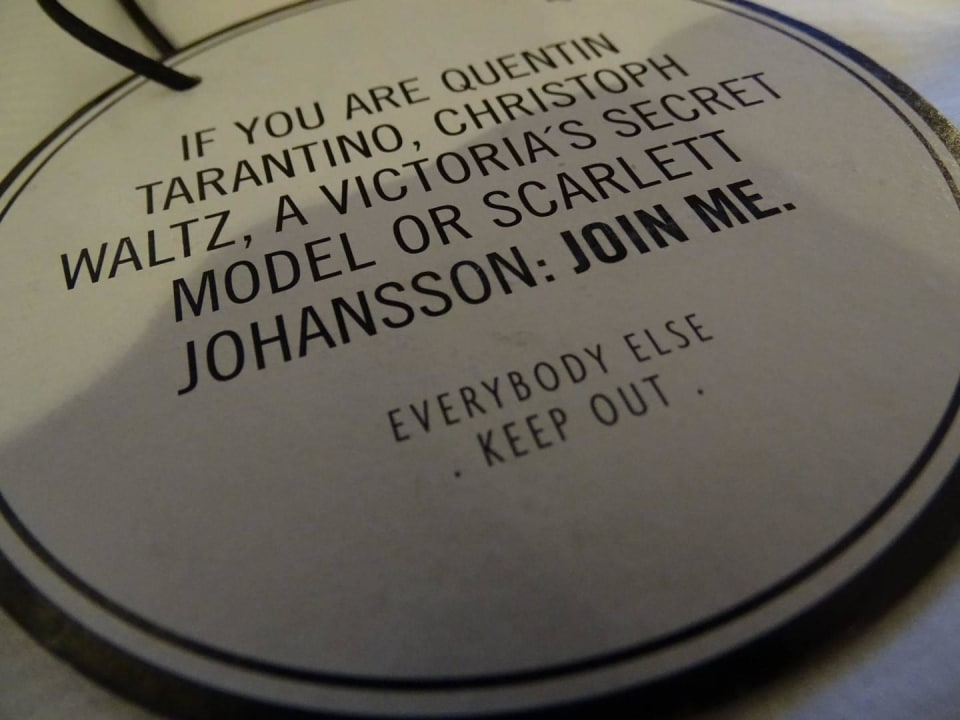 IF YOU ARE QUENTIN
TARANTINO, CHRISTOPH
WALTZ, A VICTORIA´S SECRET
MODEL OR SCARLETT
JOHANSSON: JOIN ME.
EVERYBODY ELSE
. KEEP OUT .